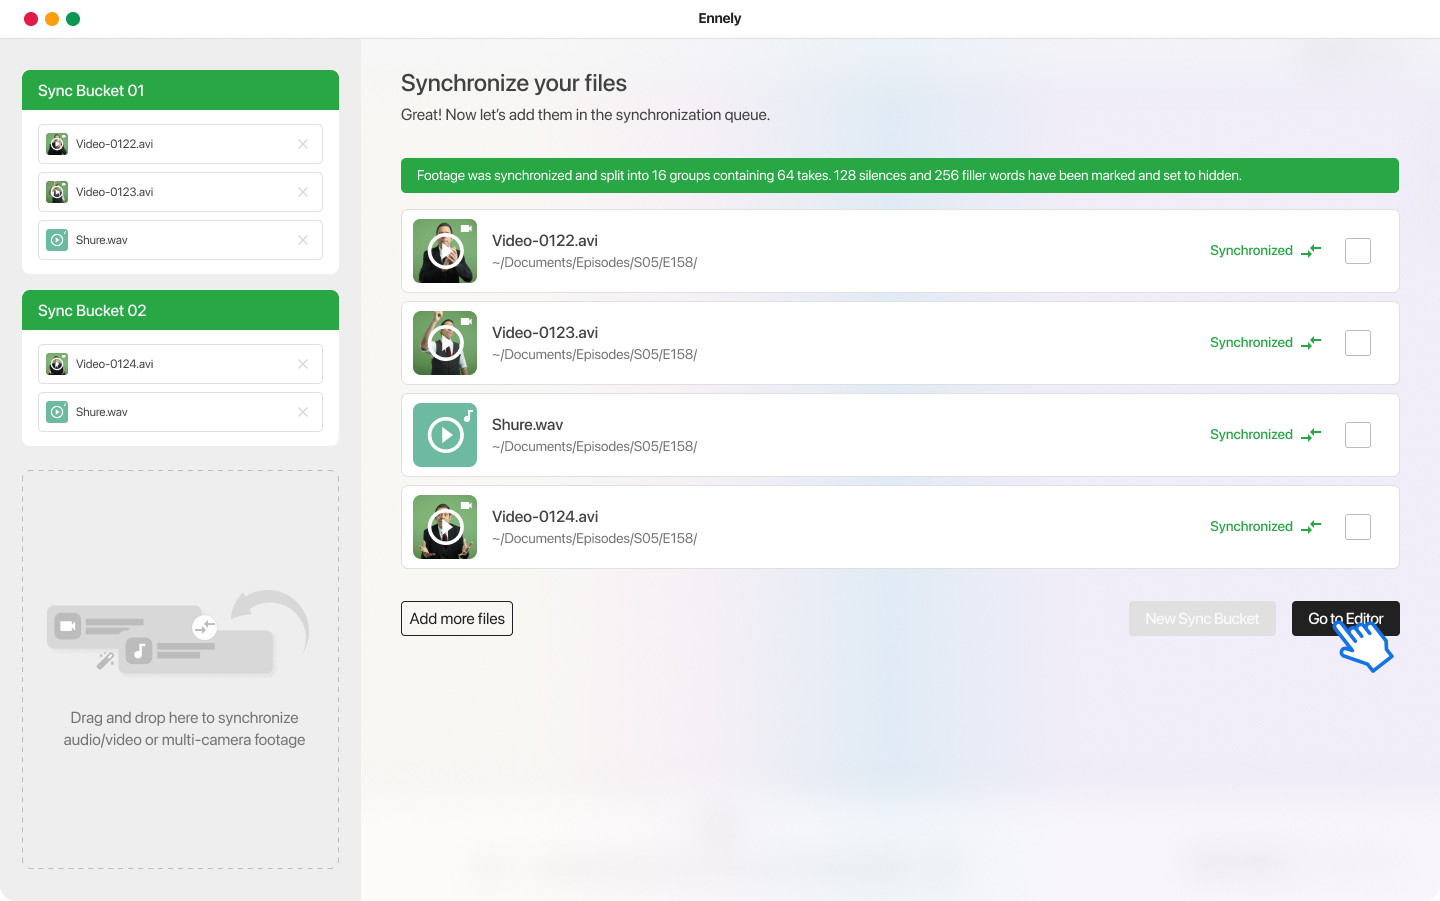 Ennely
Sync Bucket 01
Video-0122.avi
Video-0123.avi
Shure.wav
Sync Bucket 02
Video-0124.avi
Shure.wav
Drag and drop here to synchronize
audio/video or multi-camera footage
Synchronize your files
Great! Now let’s add them in the synchronization queue.
Footage was synchronized and split into 16 groups containing 64 takes. 128 silences and 256 filler words have been marked and set to hidden.
Video-0122.avi
~/Documents/Episodes/S05/E158/
Synchronized
Video-0123.avi
~/Documents/Episodes/S05/E158/
Synchronized
Shure.wav
~/Documents/Episodes/S05/E158/
Synchronized
Video-0124.avi
~/Documents/Episodes/S05/E158/
Synchronized
Add more files
New Sync Bucket
Go to Editor